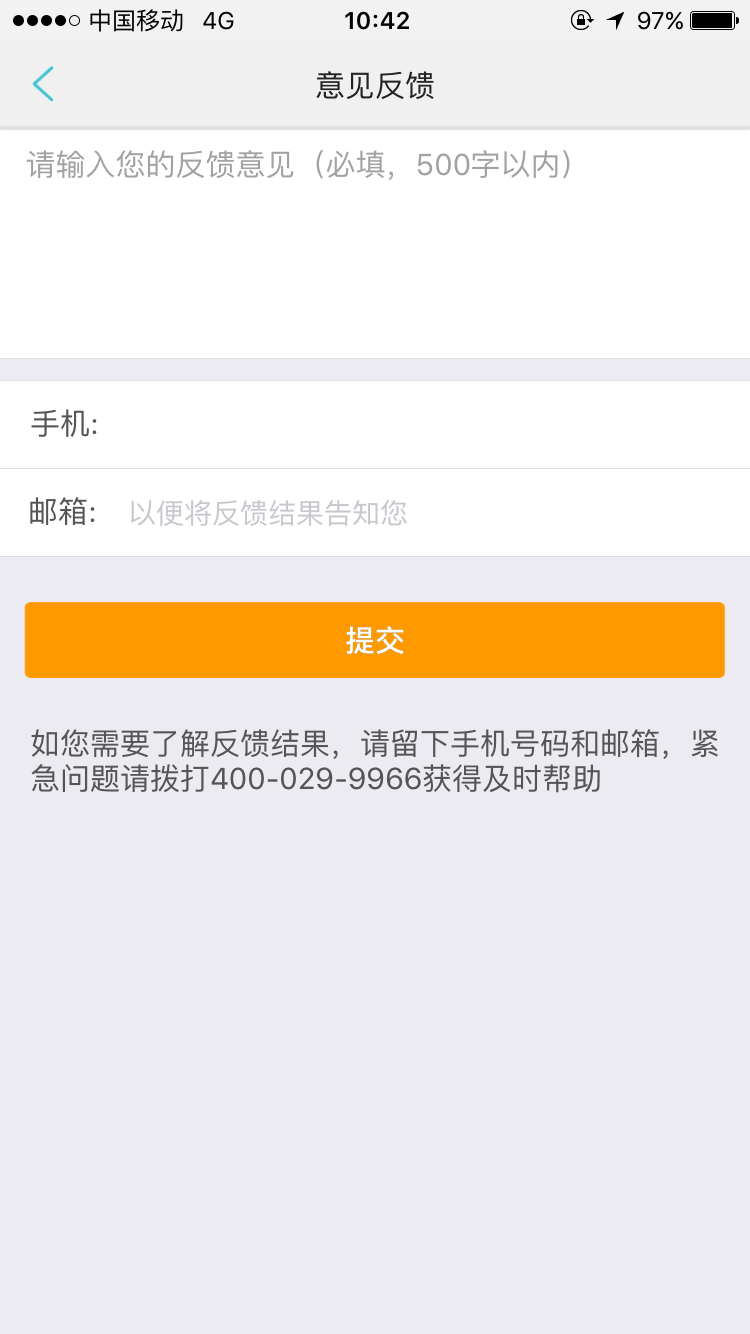 中国移动 4G 10:42 97%
意见反馈
请输入您的反馈意见（必填，500字以内）
手机:
邮箱: 以便将反馈结果告知您
提交
如您需要了解反馈结果，请留下手机号码和邮箱，紧
急问题请拨打400-029-9966获得及时帮助